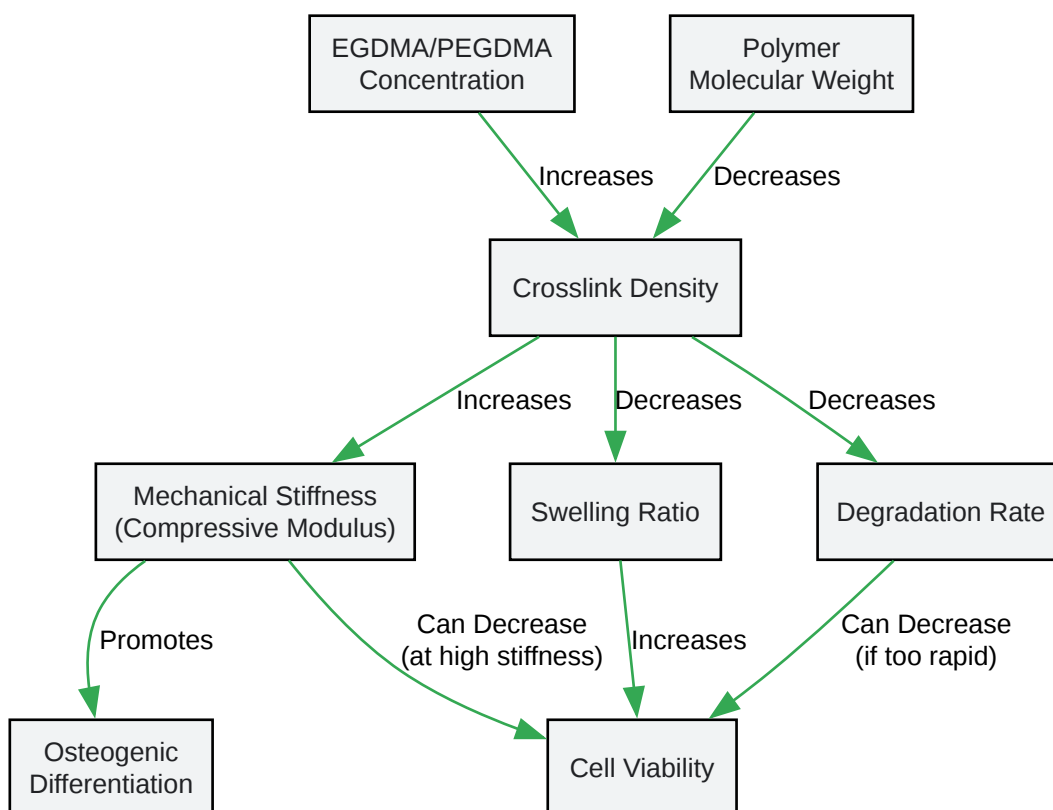 EGDMA/PEGDMA
Concentration
Polymer
Molecular Weight
Increases
Decreases
Crosslink Density
Increases
Decreases
Decreases
Mechanical Stiffness
(Compressive Modulus)
Swelling Ratio
Degradation Rate
Promotes
Can Decrease
(at high stiffness)
Increases
Can Decrease
(if too rapid)
Osteogenic
Differentiation
Cell Viability